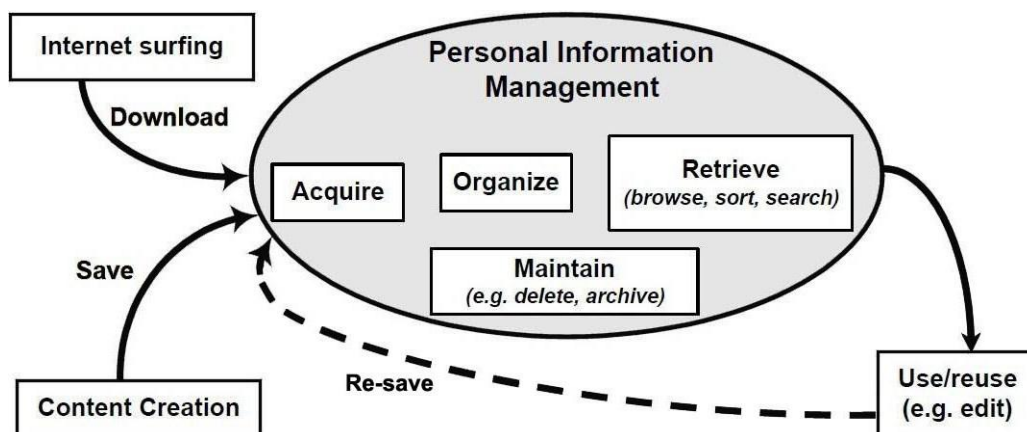 Internet surfing
Download
Personal Information
Management
Acquire
Organize
Retrieve
(browse, sort, search)
Maintain
(e.g. delete, archive)
Save
Content Creation
Re-save
Use/reuse
(e.g. edit)